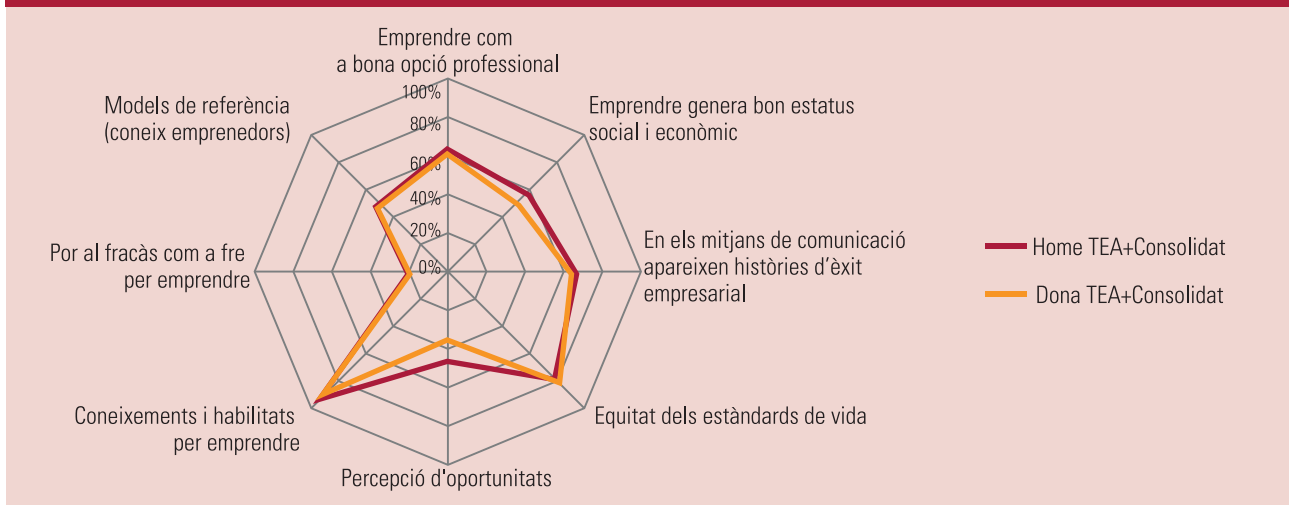 Emprendre com
a bona opció professional
Emprendre genera bon estatus
social i econòmic
En els mitjans de comunicació
apareixen històries d'èxit
empresarial
Equitat dels estàndards de vida
Percepció d'oportunitats
Coneixements i habilitats
per emprendre
Por al fracàs com a fre
per emprendre
Models de referència
(coneix emprenedors)
100%
80%
60%
40%
20%
0%
Home TEA+Consolidat
Dona TEA+Consolidat